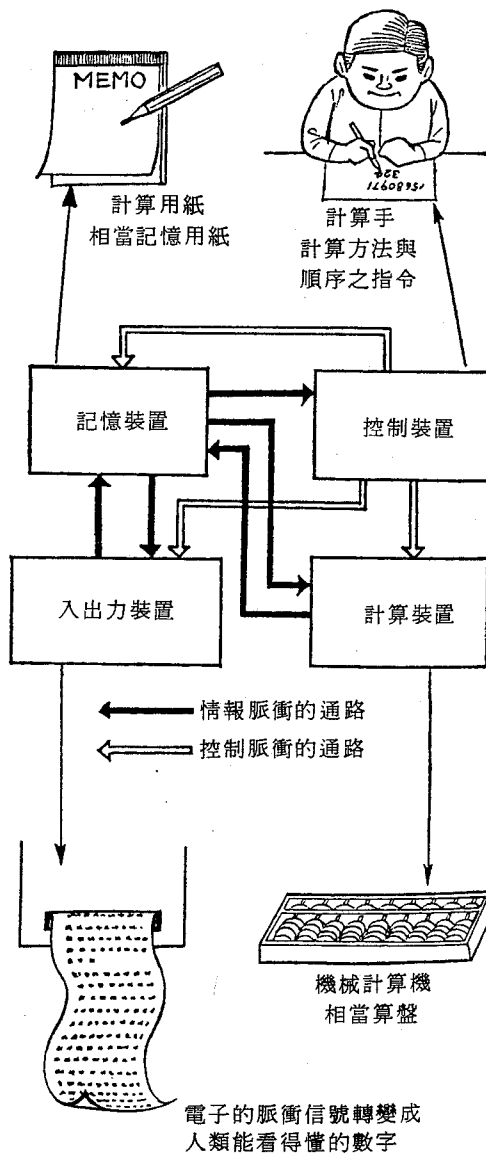 MEMO
計算用紙
相當記憶用紙
15680971
324
計算手
計算方法與
順序之指令
記憶裝置
控制裝置
入出力裝置
計算裝置
情報脈衝的通路
控制脈衝的通路
機械計算機
相當算盤
電子的脈衝信號轉變成
人類能看得懂的數字